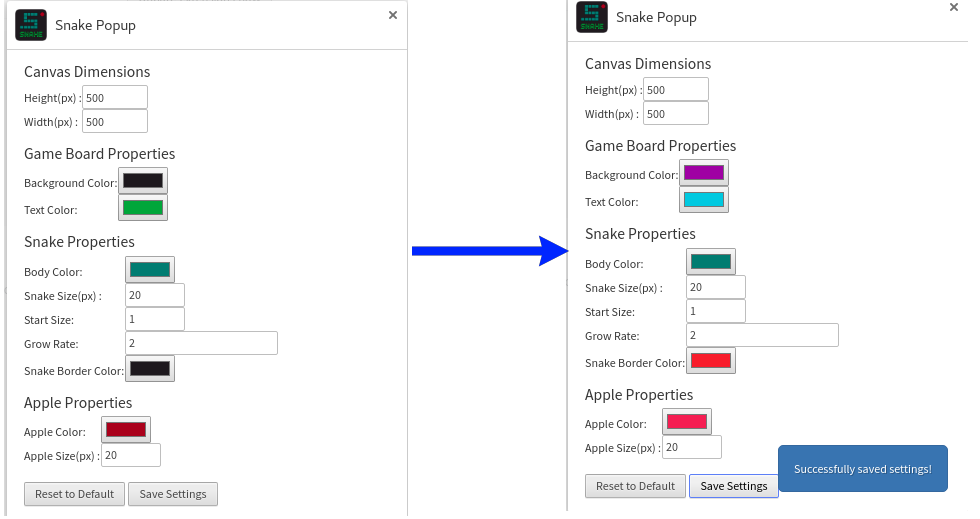 SNAKE
Snake Popup
×
Canvas Dimensions
Height(px) : 500
Width(px) : 500
Game Board Properties
Background Color:
Text Color:
Snake Properties
Body Color:
Snake Size(px) : 20
Start Size: 1
Grow Rate: 2
Snake Border Color:
Apple Properties
Apple Color:
Apple Size(px) : 20
Reset to Default Save Settings
SNAKE
Snake Popup
×
Canvas Dimensions
Height(px) : 500
Width(px) : 500
Game Board Properties
Background Color:
Text Color:
Snake Properties
Body Color:
Snake Size(px) : 20
Start Size: 1
Grow Rate: 2
Snake Border Color:
Apple Properties
Apple Color:
Apple Size(px) : 20
Reset to Default Save Settings
Successfully saved settings!